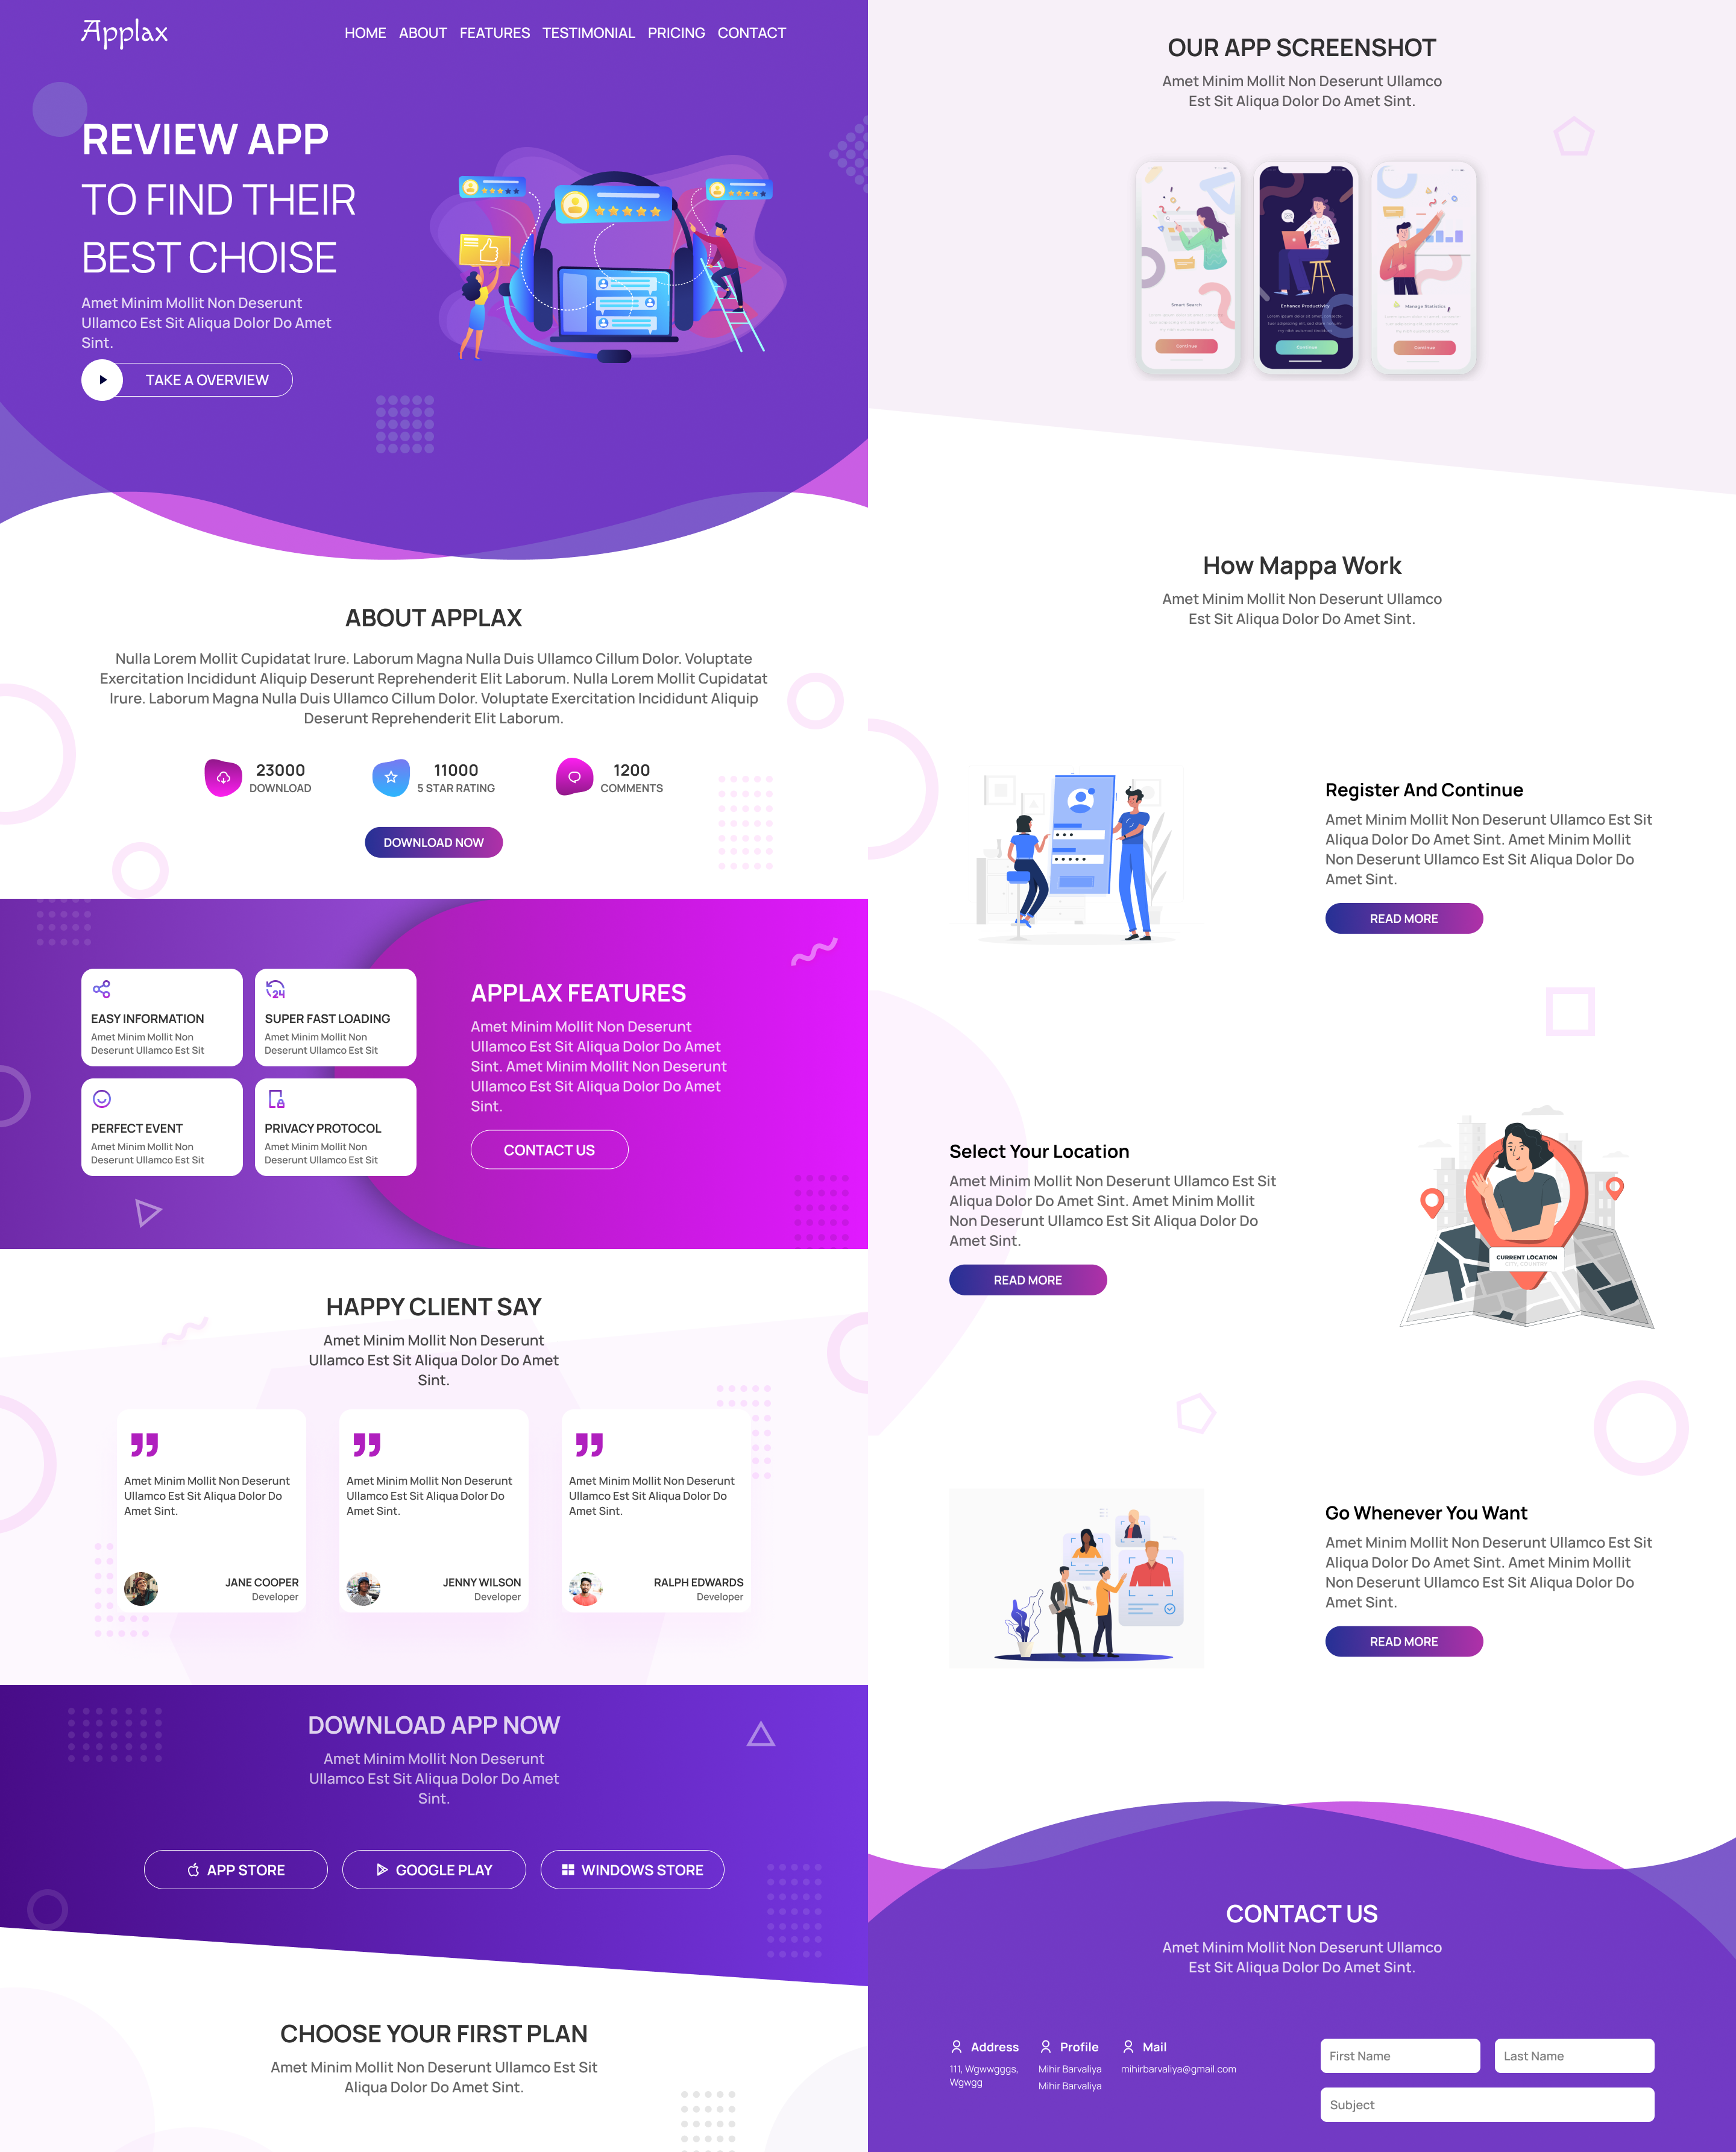 Applax
HOME ABOUT FEATURES TESTIMONIAL PRICING CONTACT
REVIEW APP
TO FIND THEIR
BEST CHOISE
Amet Minim Mollit Non Deserunt
Ullamco Est Sit Aliqua Dolor Do Amet
Sint.
TAKE A OVERVIEW
ABOUT APPLAX
Nulla Lorem Mollit Cupidatat Irure. Laborum Magna Nulla Duis Ullamco Cillum Dolor. Voluptate
Exercitation Incididunt Aliquip Deserunt Reprehenderit Elit Laborum. Nulla Lorem Mollit Cupidatat
Irure. Laborum Magna Nulla Duis Ullamco Cillum Dolor. Voluptate Exercitation Incididunt Aliquip
Deserunt Reprehenderit Elit Laborum.
23000
DOWNLOAD
11000
5 STAR RATING
1200
COMMENTS
DOWNLOAD NOW
EASY INFORMATION
Amet Minim Mollit Non
Deserunt Ullamco Est Sit
24
SUPER FAST LOADING
Amet Minim Mollit Non
Deserunt Ullamco Est Sit
PERFECT EVENT
Amet Minim Mollit Non
Deserunt Ullamco Est Sit
PRIVACY PROTOCOL
Amet Minim Mollit Non
Deserunt Ullamco Est Sit
APPLAX FEATURES
Amet Minim Mollit Non Deserunt
Ullamco Est Sit Aliqua Dolor Do Amet
Sint. Amet Minim Mollit Non Deserunt
Ullamco Est Sit Aliqua Dolor Do Amet
Sint.
CONTACT US
HAPPY CLIENT SAY
Amet Minim Mollit Non Deserunt
Ullamco Est Sit Aliqua Dolor Do Amet
Sint.
Amet Minim Mollit Non Deserunt
Ullamco Est Sit Aliqua Dolor Do
Amet Sint.
JANE COOPER
Developer
Amet Minim Mollit Non Deserunt
Ullamco Est Sit Aliqua Dolor Do
Amet Sint.
JENNY WILSON
Developer
Amet Minim Mollit Non Deserunt
Ullamco Est Sit Aliqua Dolor Do
Amet Sint.
RALPH EDWARDS
Developer
DOWNLOAD APP NOW
Amet Minim Mollit Non Deserunt
Ullamco Est Sit Aliqua Dolor Do Amet
Sint.
APP STORE
GOOGLE PLAY
WINDOWS STORE
CHOOSE YOUR FIRST PLAN
Amet Minim Mollit Non Deserunt Ullamco Est Sit
Aliqua Dolor Do Amet Sint.
OUR APP SCREENSHOT
Amet Minim Mollit Non Deserunt Ullamco
Est Sit Aliqua Dolor Do Amet Sint.
Smart Search
Continue
Enhance Productivity
Continue
Manage Statistics
Continue
How Mappa Work
Amet Minim Mollit Non Deserunt Ullamco
Est Sit Aliqua Dolor Do Amet Sint.
Register And Continue
Amet Minim Mollit Non Deserunt Ullamco Est Sit
Aliqua Dolor Do Amet Sint. Amet Minim Mollit
Non Deserunt Ullamco Est Sit Aliqua Dolor Do
Amet Sint.
READ MORE
Select Your Location
Amet Minim Mollit Non Deserunt Ullamco Est Sit
Aliqua Dolor Do Amet Sint. Amet Minim Mollit
Non Deserunt Ullamco Est Sit Aliqua Dolor Do
Amet Sint.
READ MORE
CURRENT LOCATION
Go Whenever You Want
Amet Minim Mollit Non Deserunt Ullamco Est Sit
Aliqua Dolor Do Amet Sint. Amet Minim Mollit
Non Deserunt Ullamco Est Sit Aliqua Dolor Do
Amet Sint.
READ MORE
CONTACT US
Amet Minim Mollit Non Deserunt Ullamco
Est Sit Aliqua Dolor Do Amet Sint.
Address
111, Wgwwgggs,
Wgwgg
Profile
Mihir Barvaliya
Mihir Barvaliya
Mail
mihirbarvaliya@gmail.com
First Name
Last Name
Subject